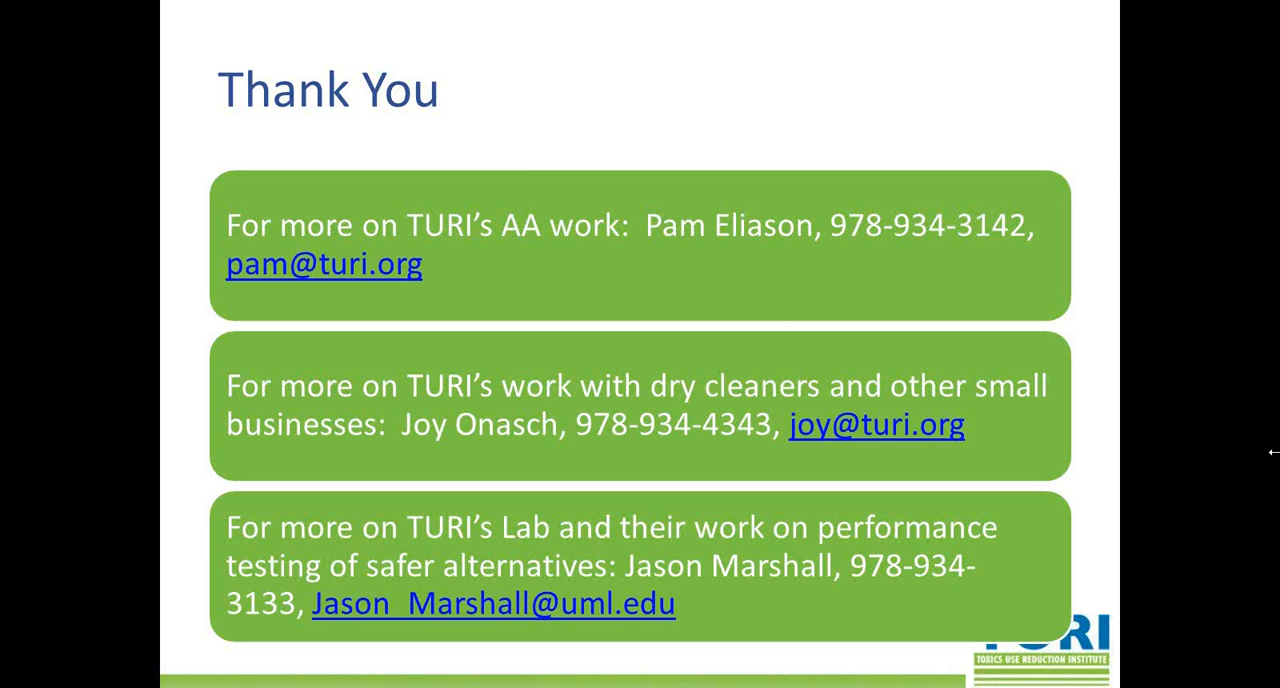 Thank You
For more on TURI’s AA work:  Pam Eliason, 978-934-3142,
pam@turi.org
For more on TURI’s work with dry cleaners and other small
businesses:  Joy Onasch, 978-934-4343, joy@turi.org
For more on TURI’s Lab and their work on performance
testing of safer alternatives: Jason Marshall, 978-934-
3133, Jason_Marshall@uml.edu
TURI
TOXICS USE REDUCTION INSTITUTE